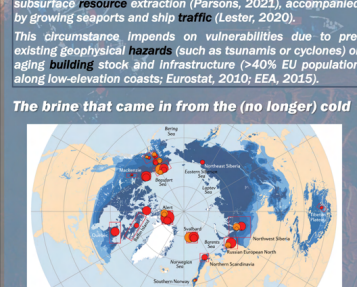 subsurface resource extraction (Parsons, 2021), accompanied
by growing seaports and ship traffic (Lester, 2020).
This circumstance impends on vulnerabilities due to pre-
existing geophysical hazards (such as tsunamis or cyclones) or
aging building stock and infrastructure (>40% EU population
along low-elevation coasts; Eurostat, 2010; EEA, 2015).
The brine that came in from the (no longer) cold
Bering
Sea
Mackenzie
Beaufort
Sea
Northeast Siberia
Eastern Siberian
Sea
Laptev
Sea
Svalbard
Barents
Sea
Northwest Siberia
Russian European North
Norwegian
Sea
Northern Scandinavia
Southern Norway